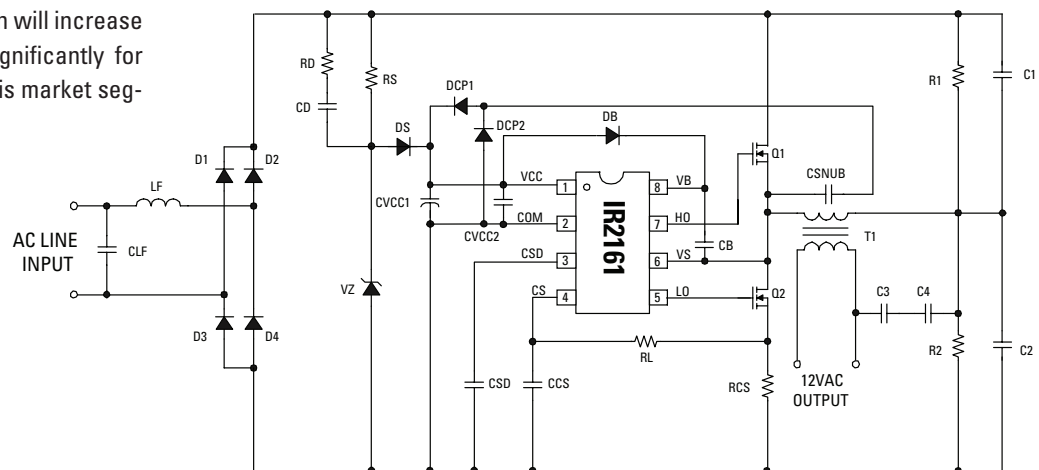 n will increase
gnificantly for
is market seg-
RD
RS
CD
DS
DCP1
DCP2
DB
R1
C1
D1
D2
LF
AC LINE
INPUT
CLF
D3
D4
VZ
CVCC1
CVCC2
VCC
COM
CSD
CS
1
2
3
4
IR2161
8
7
6
5
VB
HO
VS
LO
CB
Q1
Q2
CSNUB
T1
C3
C4
R2
C2
RL
CSD
CCS
RCS
12VAC
OUTPUT